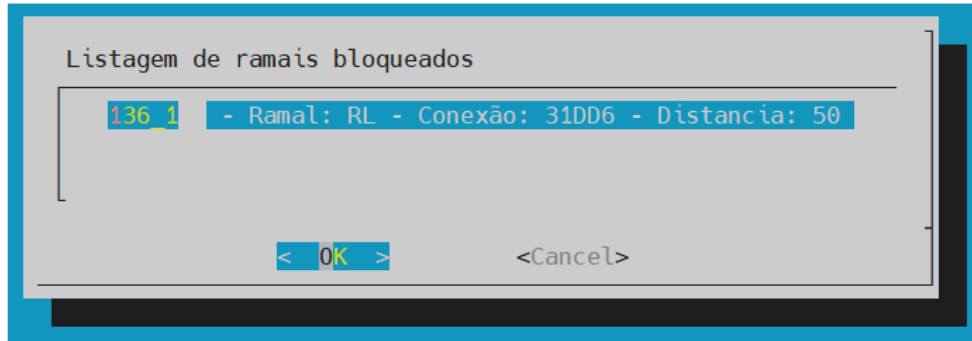 Listagem de ramais bloqueados
136_1 - Ramal: RL - Conexão: 31DD6 - Distancia: 50
< OK > <Cancel>